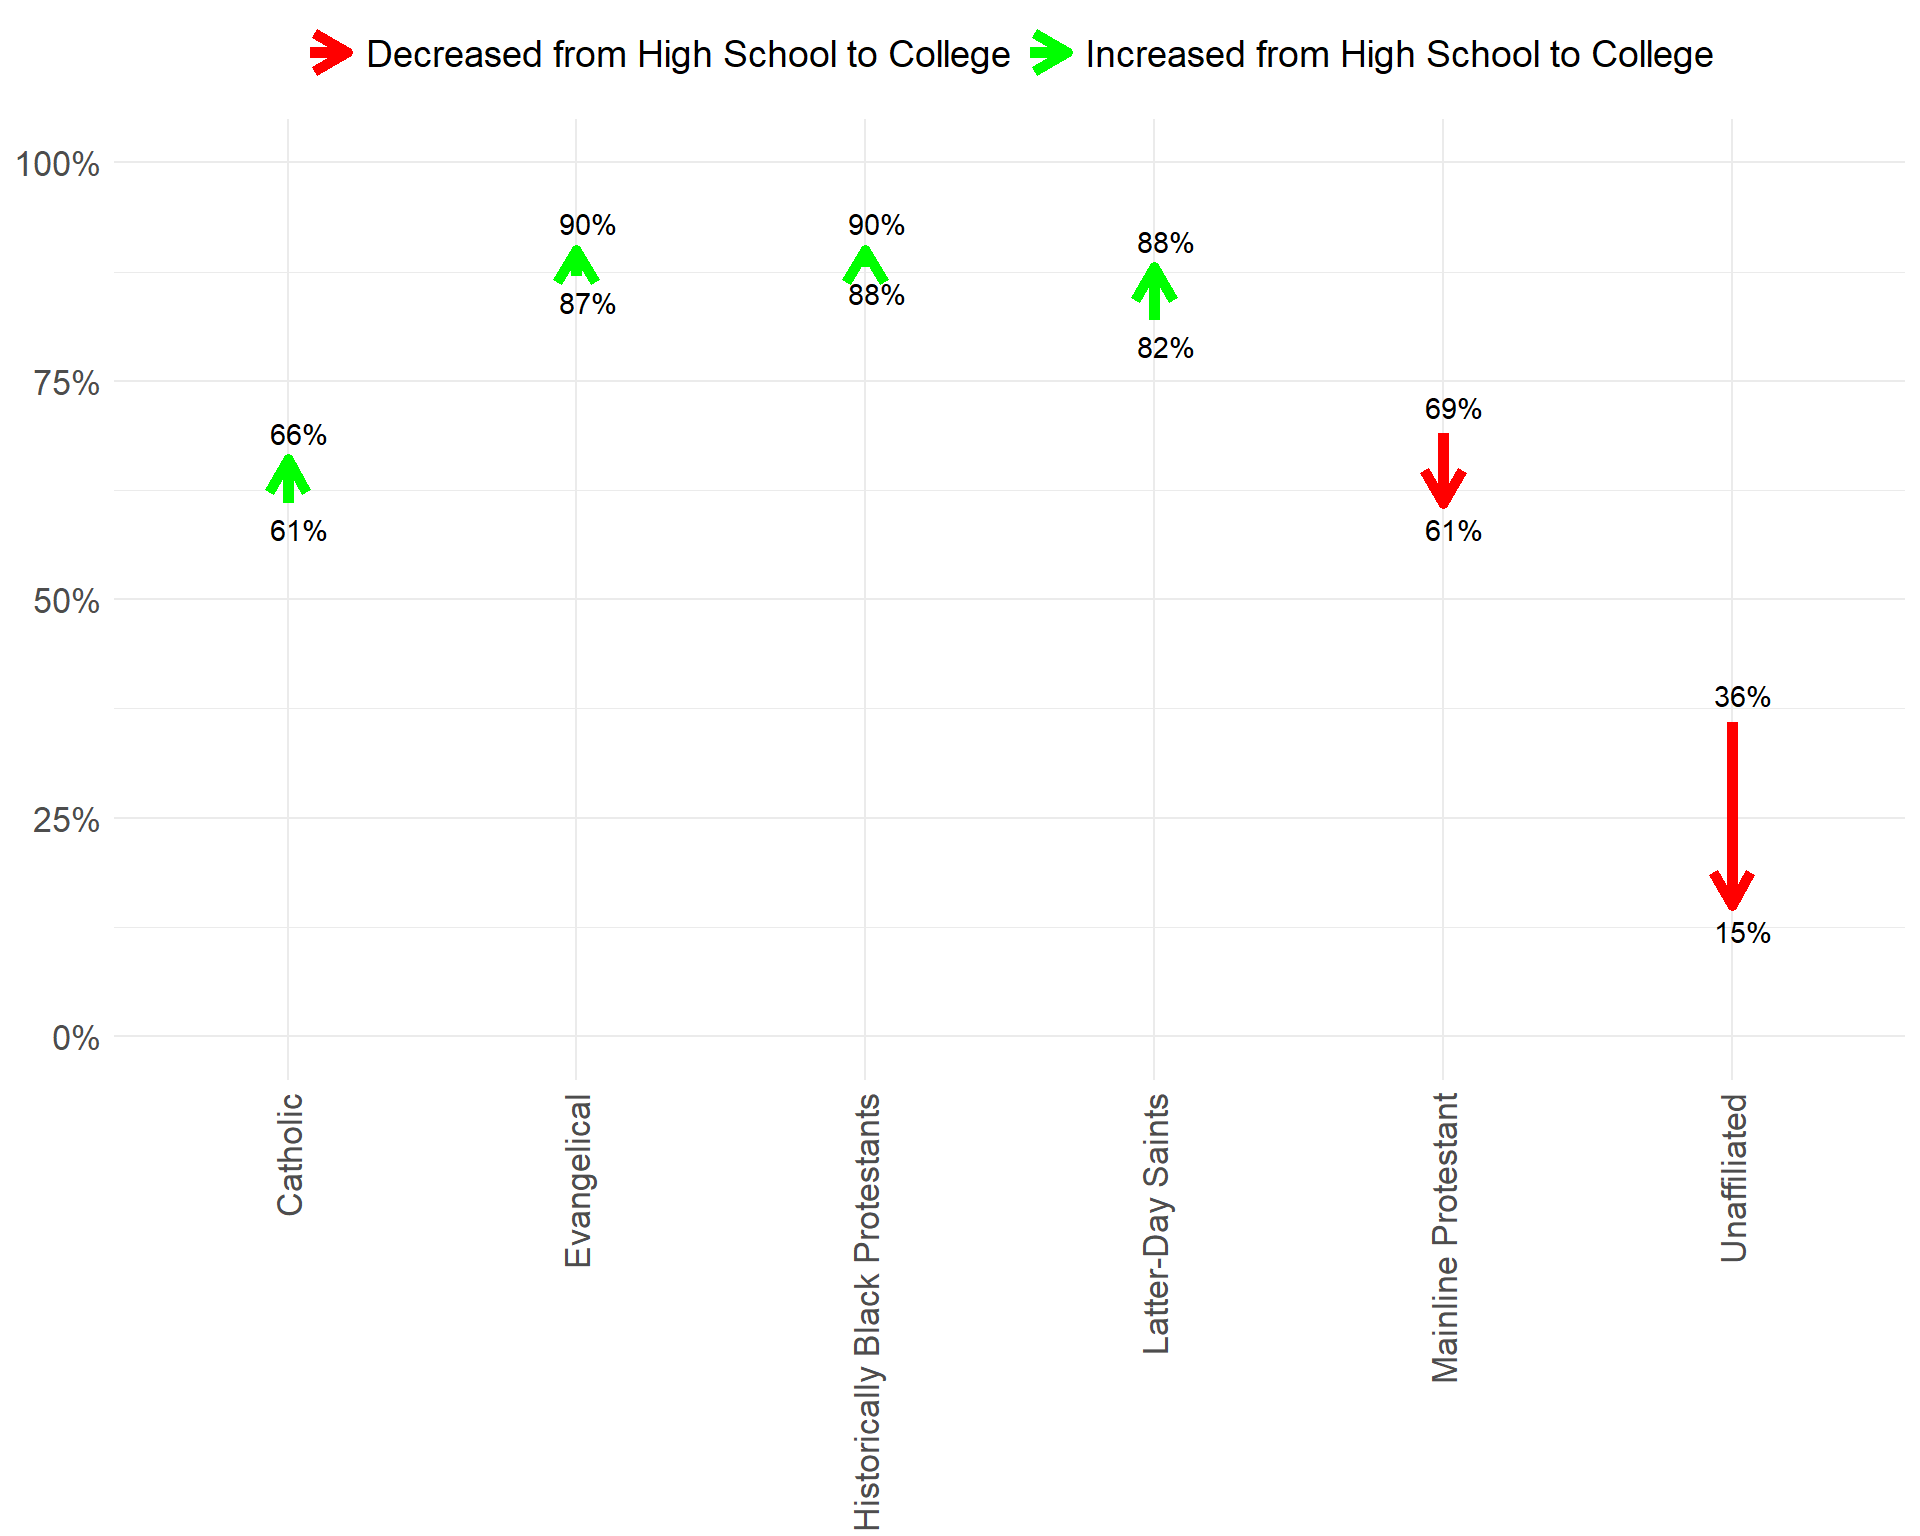 Decreased from High School to College Increased from High School to College
100%
75%
50%
25%
0%
66%
61%
90%
87%
90%
88%
88%
82%
69%
61%
36%
15%
Catholic
Evangelical
Historically Black Protestants
Latter-Day Saints
Mainline Protestant
Unaffiliated